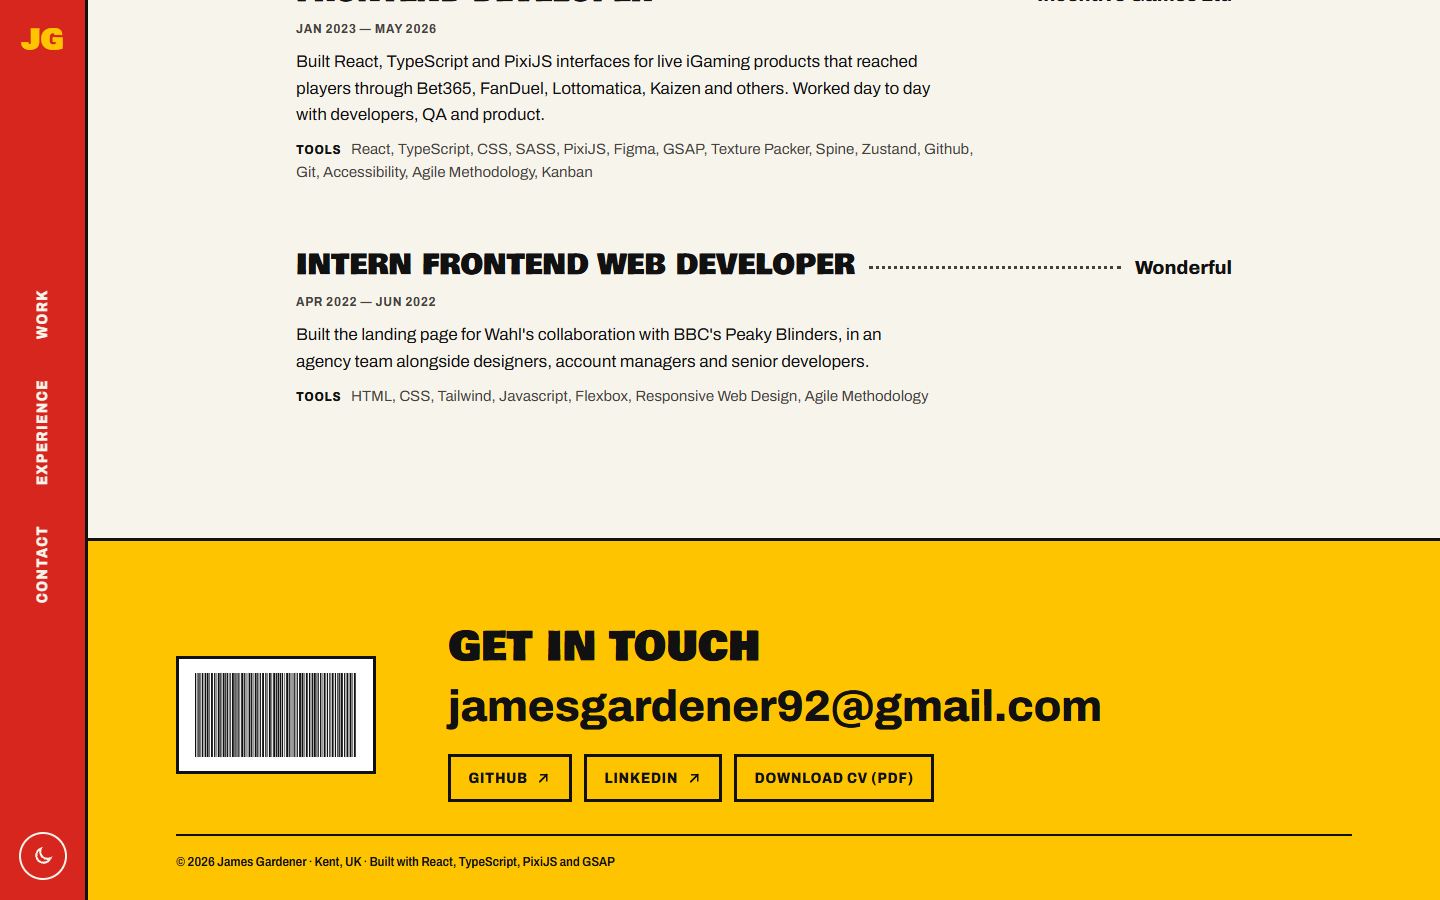 JG
WORK
EXPERIENCE
CONTACT
FRONTEND DEVELOPER
Incentive Games Ltd
JAN 2023 — MAY 2026
Built React, TypeScript and PixiJS interfaces for live iGaming products that reached
players through Bet365, FanDuel, Lottomatica, Kaizen and others. Worked day to day
with developers, QA and product.
TOOLS React, TypeScript, CSS, SASS, PixiJS, Figma, GSAP, Texture Packer, Spine, Zustand, Github,
Git, Accessibility, Agile Methodology, Kanban
INTERN FRONTEND WEB DEVELOPER Wonderful
APR 2022 — JUN 2022
Built the landing page for Wahl's collaboration with BBC's Peaky Blinders, in an
agency team alongside designers, account managers and senior developers.
TOOLS HTML, CSS, Tailwind, Javascript, Flexbox, Responsive Web Design, Agile Methodology
GET IN TOUCH
jamesgardener92@gmail.com
GITHUB ↗ LINKEDIN ↗ DOWNLOAD CV (PDF)
© 2026 James Gardener · Kent, UK · Built with React, TypeScript, PixiJS and GSAP